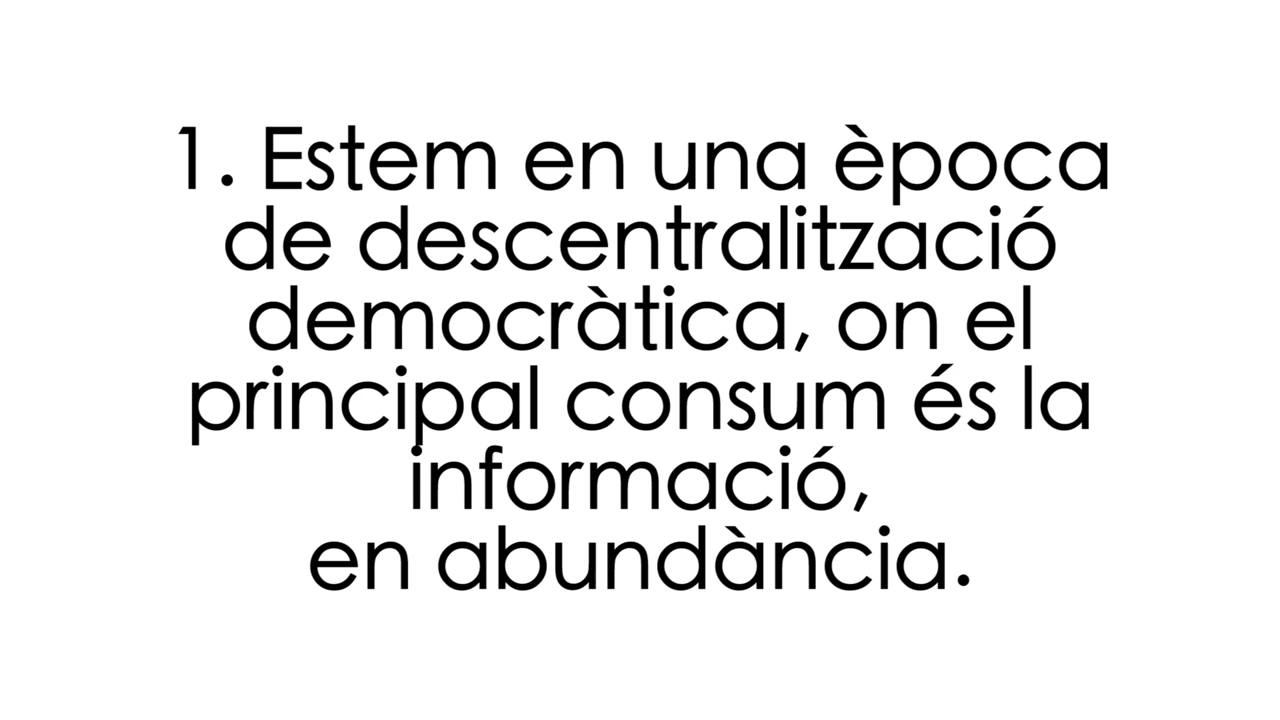 1. Estem en una època
de descentralització
democràtica, on el
principal consum és la
informació,
en abundància.